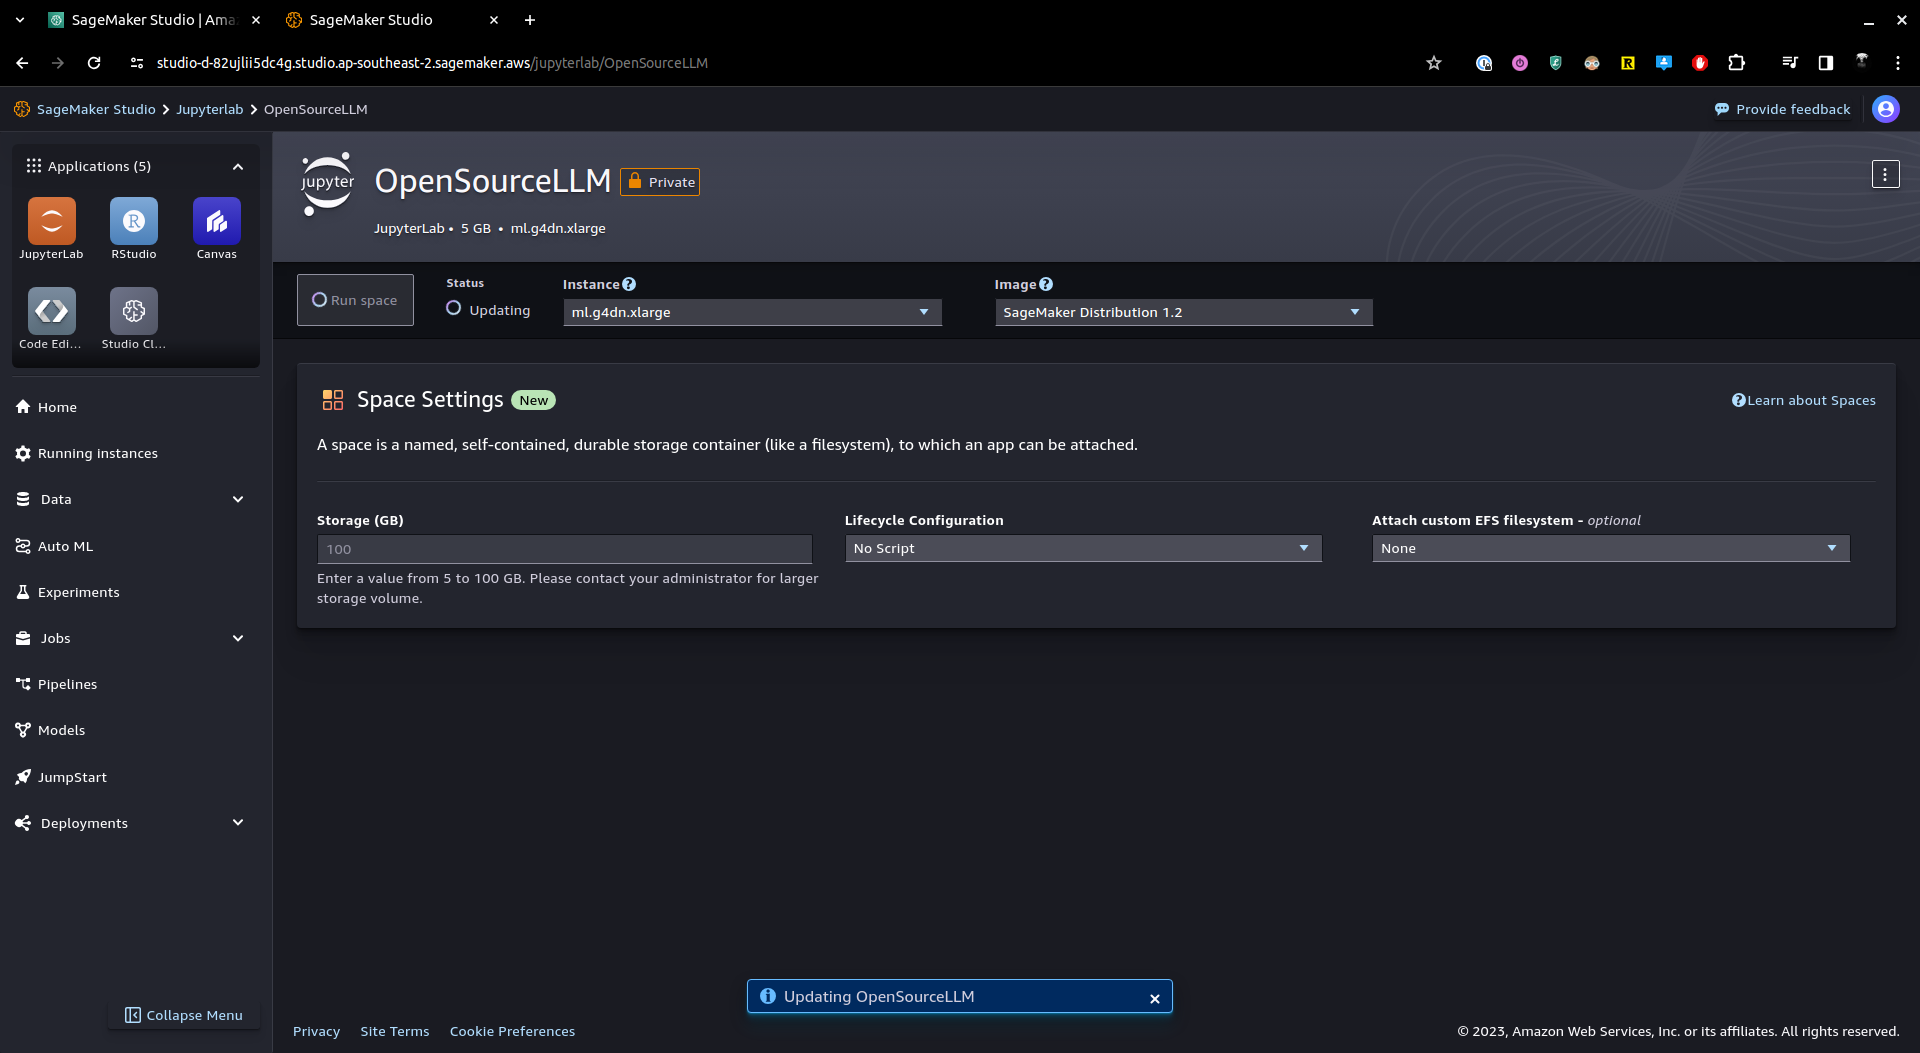 SageMaker Studio | Ama
SageMaker Studio
studio-d-82ujlii5dc4g.studio.ap-southeast-2.sagemaker.aws/jupyterlab/OpenSourceLLM
SageMaker Studio
Jupyterlab
OpenSourceLLM
Provide feedback
Applications (5)
JupyterLab
RStudio
Canvas
Code Edi...
Studio Cl...
Home
Running instances
Data
Auto ML
Experiments
Jobs
Pipelines
Models
JumpStart
Deployments
Collapse Menu
jupyter
OpenSourceLLM
Private
JupyterLab • 5 GB • ml.g4dn.xlarge
Run space
Status
Updating
Instance
ml.g4dn.xlarge
Image
SageMaker Distribution 1.2
Space Settings
New
Learn about Spaces
A space is a named, self-contained, durable storage container (like a filesystem), to which an app can be attached.
Storage (GB)
100
Enter a value from 5 to 100 GB. Please contact your administrator for larger
storage volume.
Lifecycle Configuration
No Script
Attach custom EFS filesystem - optional
None
Updating OpenSourceLLM
Privacy
Site Terms
Cookie Preferences
© 2023, Amazon Web Services, Inc. or its affiliates. All rights reserved.